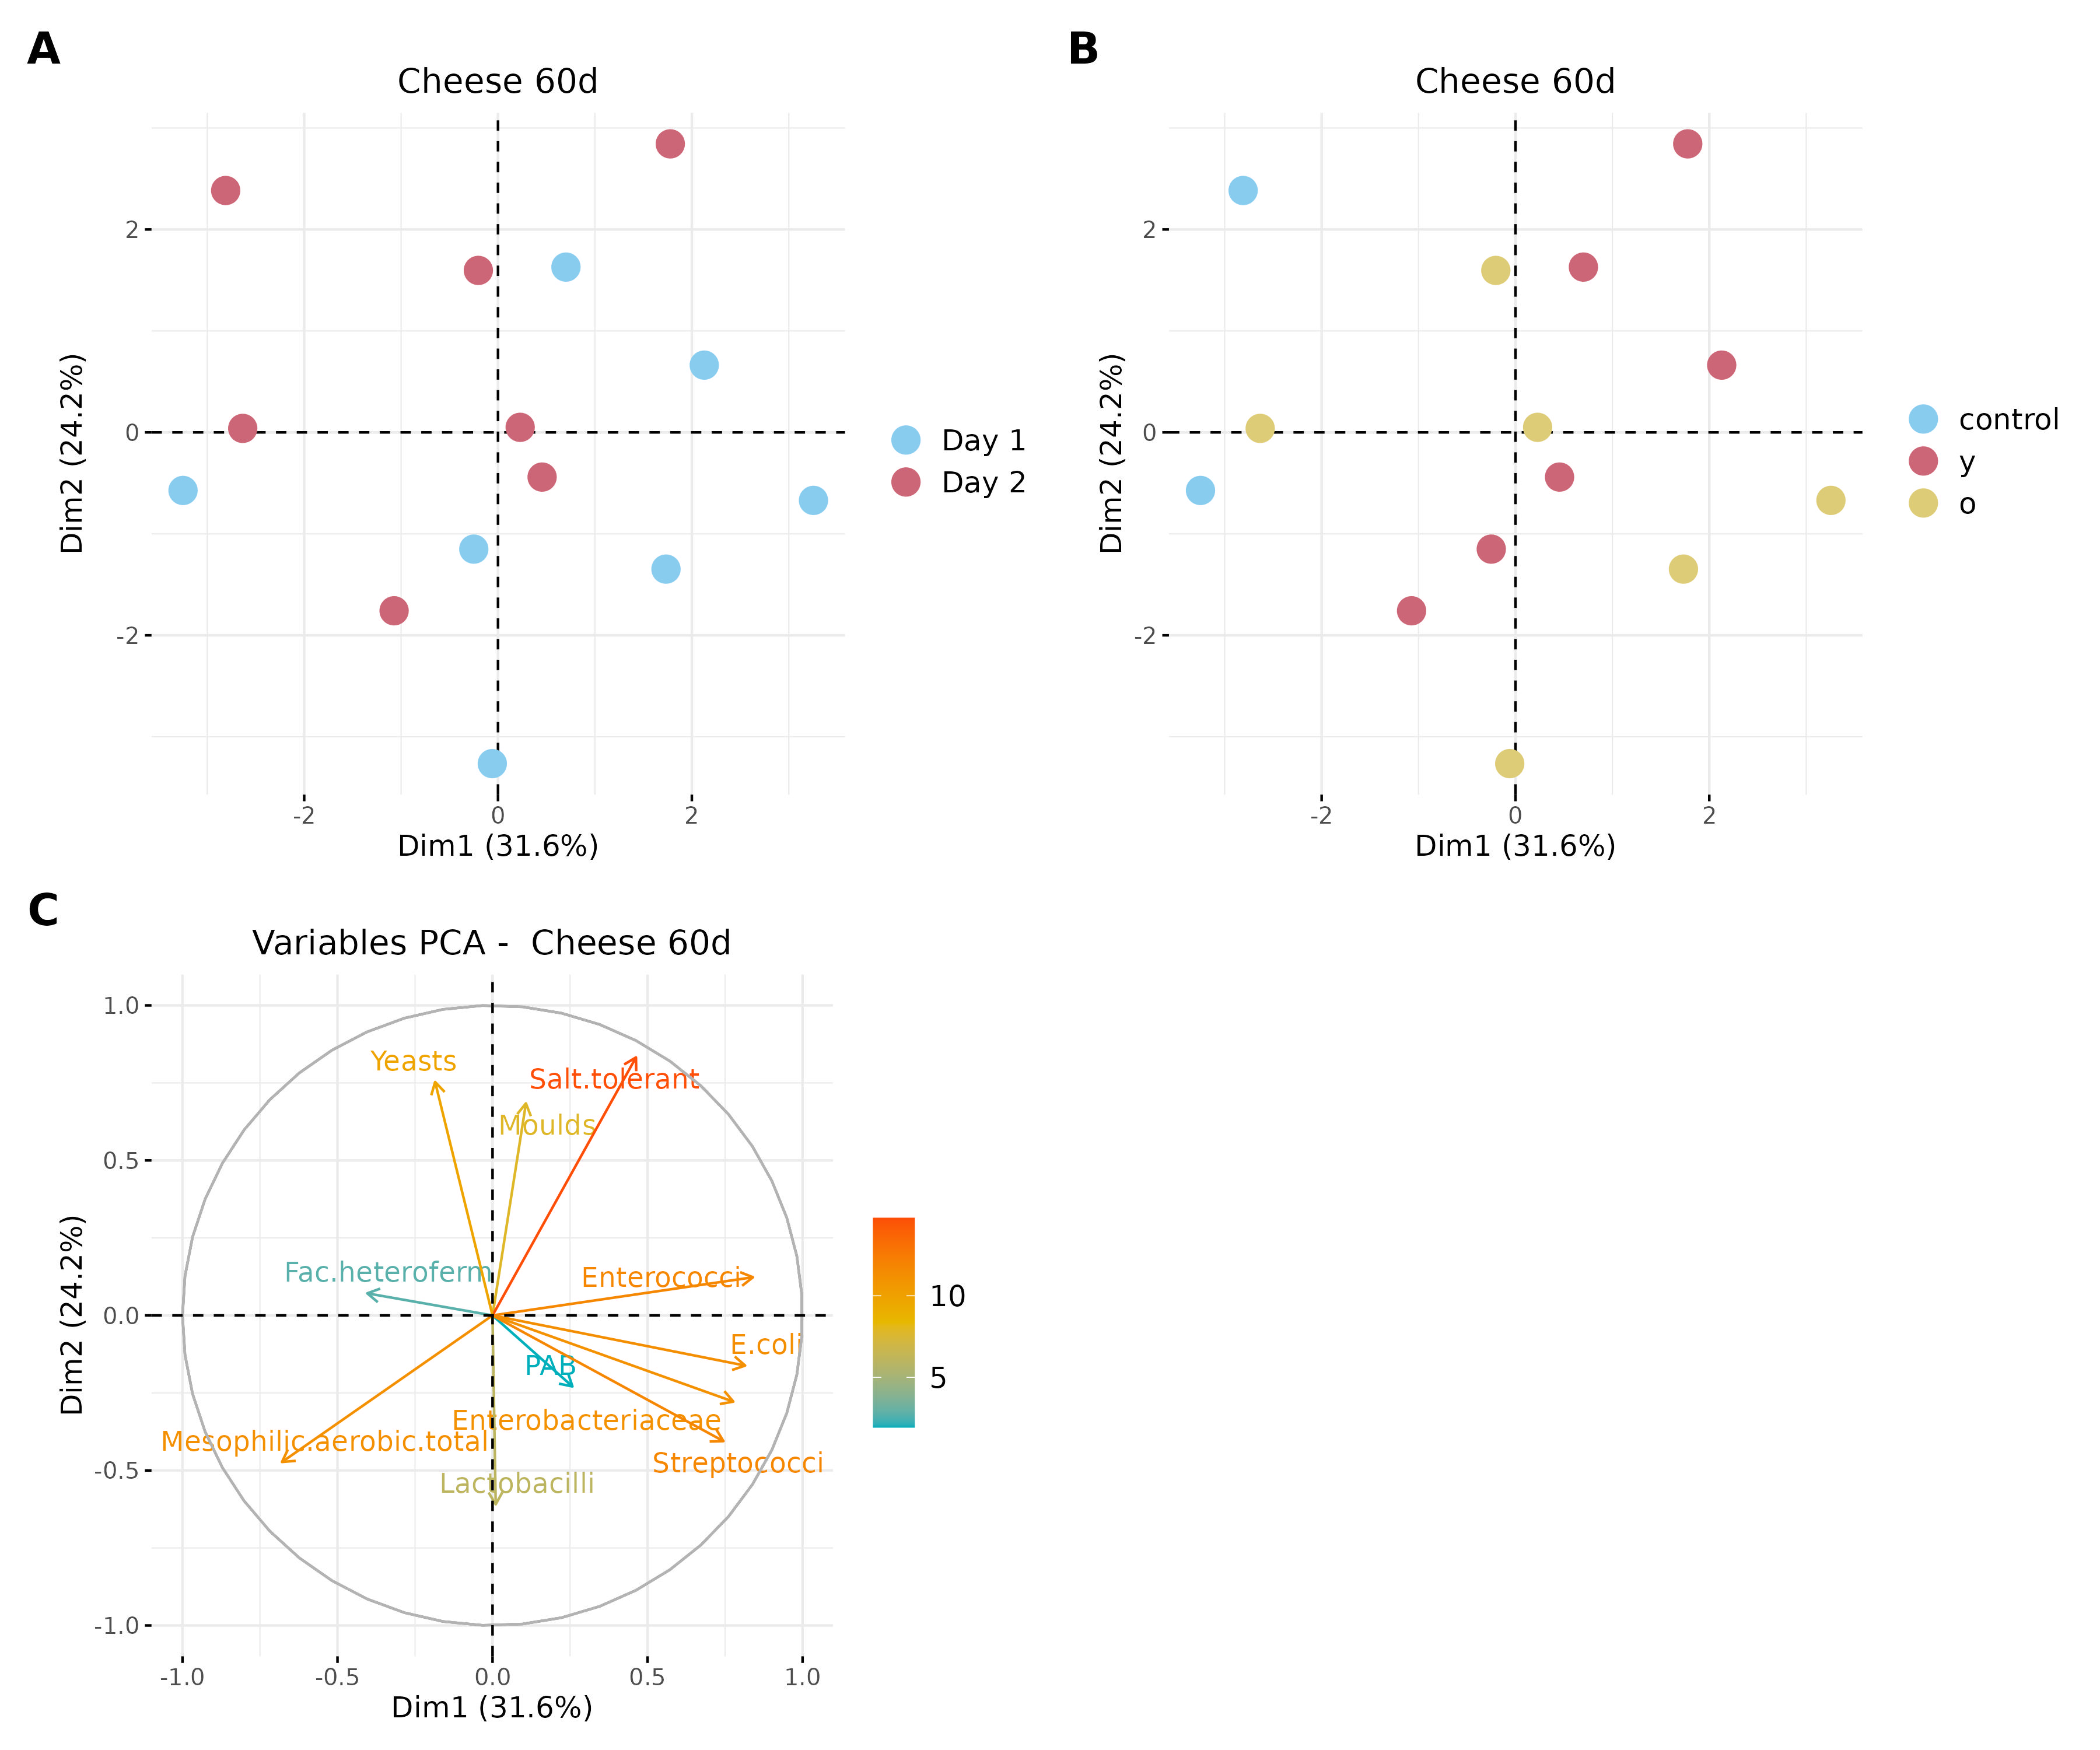 A
Cheese 60d
2
0
-2
-2
0
2
Dim1 (31.6%)
Dim2 (24.2%)
Day 1
Day 2
B
Cheese 60d
2
0
-2
-2
0
2
Dim1 (31.6%)
Dim2 (24.2%)
control
y
o
C
Variables PCA -  Cheese 60d
1.0
0.5
0.0
-0.5
-1.0
-1.0
-0.5
0.0
0.5
1.0
Dim1 (31.6%)
Dim2 (24.2%)
Yeasts
Salt.tolerant
Moulds
Fac.heteroferm
Enterococci
E.coli
PAB
Enterobacteriaceae
Mesophilic.aerobic.total
Streptococci
Lactobacilli
10
5